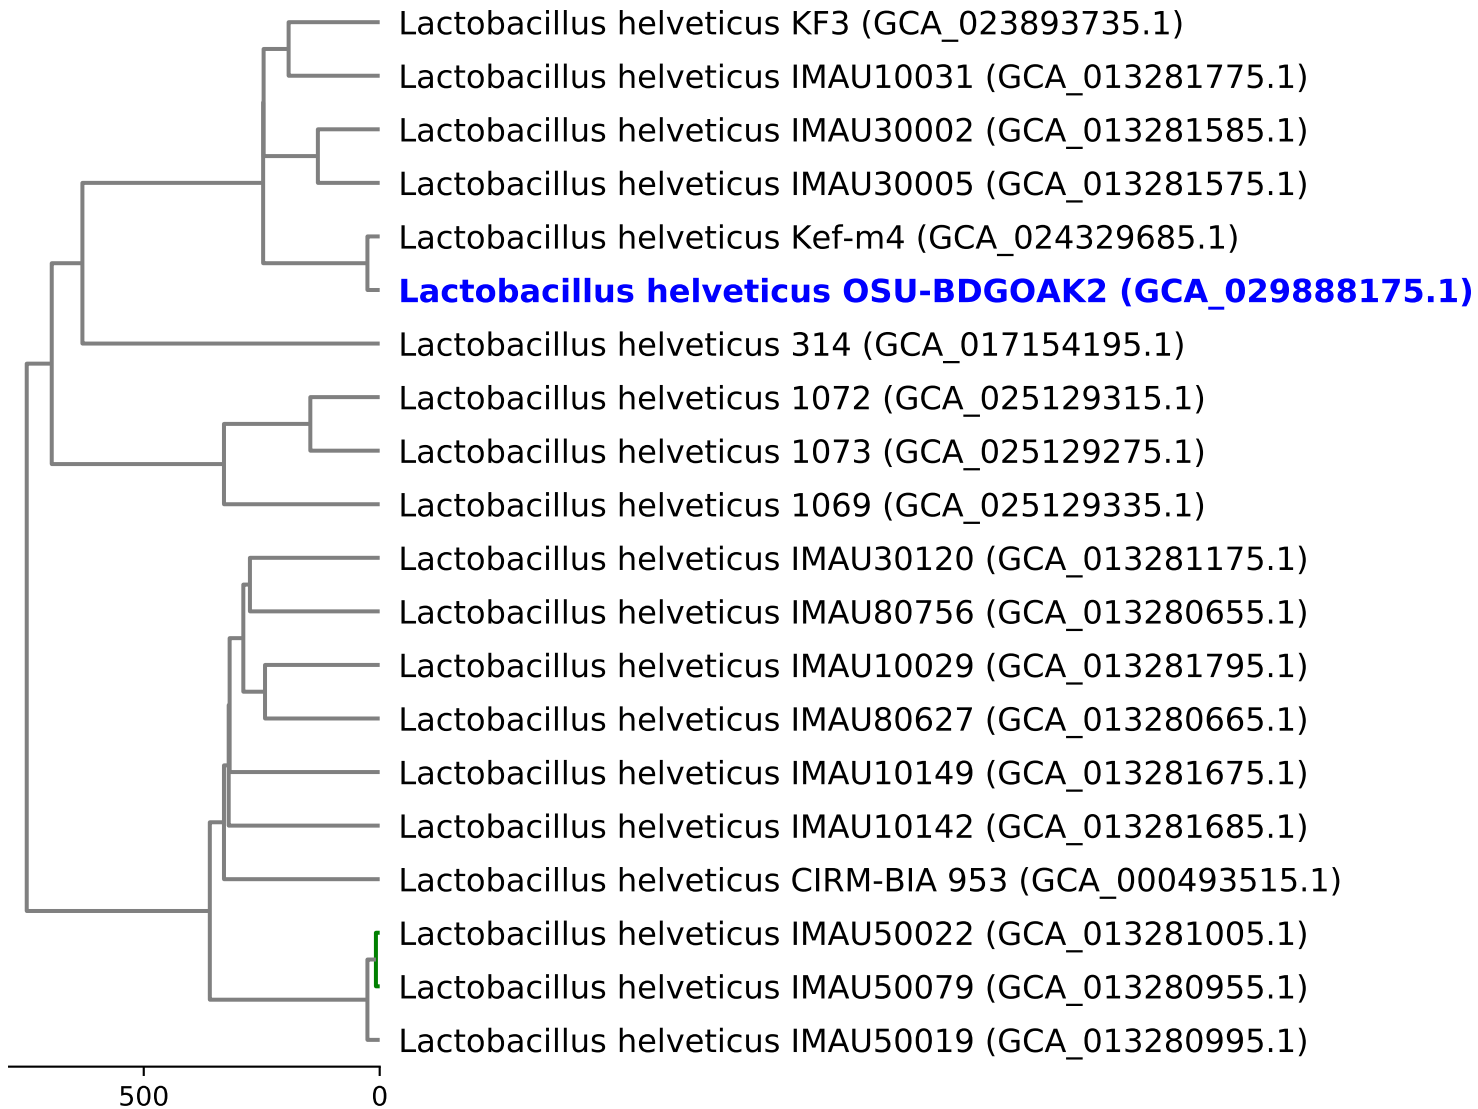 Lactobacillus helveticus KF3 (GCA_023893735.1)
Lactobacillus helveticus IMAU10031 (GCA_013281775.1)
Lactobacillus helveticus IMAU30002 (GCA_013281585.1)
Lactobacillus helveticus IMAU30005 (GCA_013281575.1)
Lactobacillus helveticus Kef-m4 (GCA_024329685.1)
Lactobacillus helveticus OSU-BDGOAK2 (GCA_029888175.1)
Lactobacillus helveticus 314 (GCA_017154195.1)
Lactobacillus helveticus 1072 (GCA_025129315.1)
Lactobacillus helveticus 1073 (GCA_025129275.1)
Lactobacillus helveticus 1069 (GCA_025129335.1)
Lactobacillus helveticus IMAU30120 (GCA_013281175.1)
Lactobacillus helveticus IMAU80756 (GCA_013280655.1)
Lactobacillus helveticus IMAU10029 (GCA_013281795.1)
Lactobacillus helveticus IMAU80627 (GCA_013280665.1)
Lactobacillus helveticus IMAU10149 (GCA_013281675.1)
Lactobacillus helveticus IMAU10142 (GCA_013281685.1)
Lactobacillus helveticus CIRM-BIA 953 (GCA_000493515.1)
Lactobacillus helveticus IMAU50022 (GCA_013281005.1)
Lactobacillus helveticus IMAU50079 (GCA_013280955.1)
Lactobacillus helveticus IMAU50019 (GCA_013280995.1)
500 0